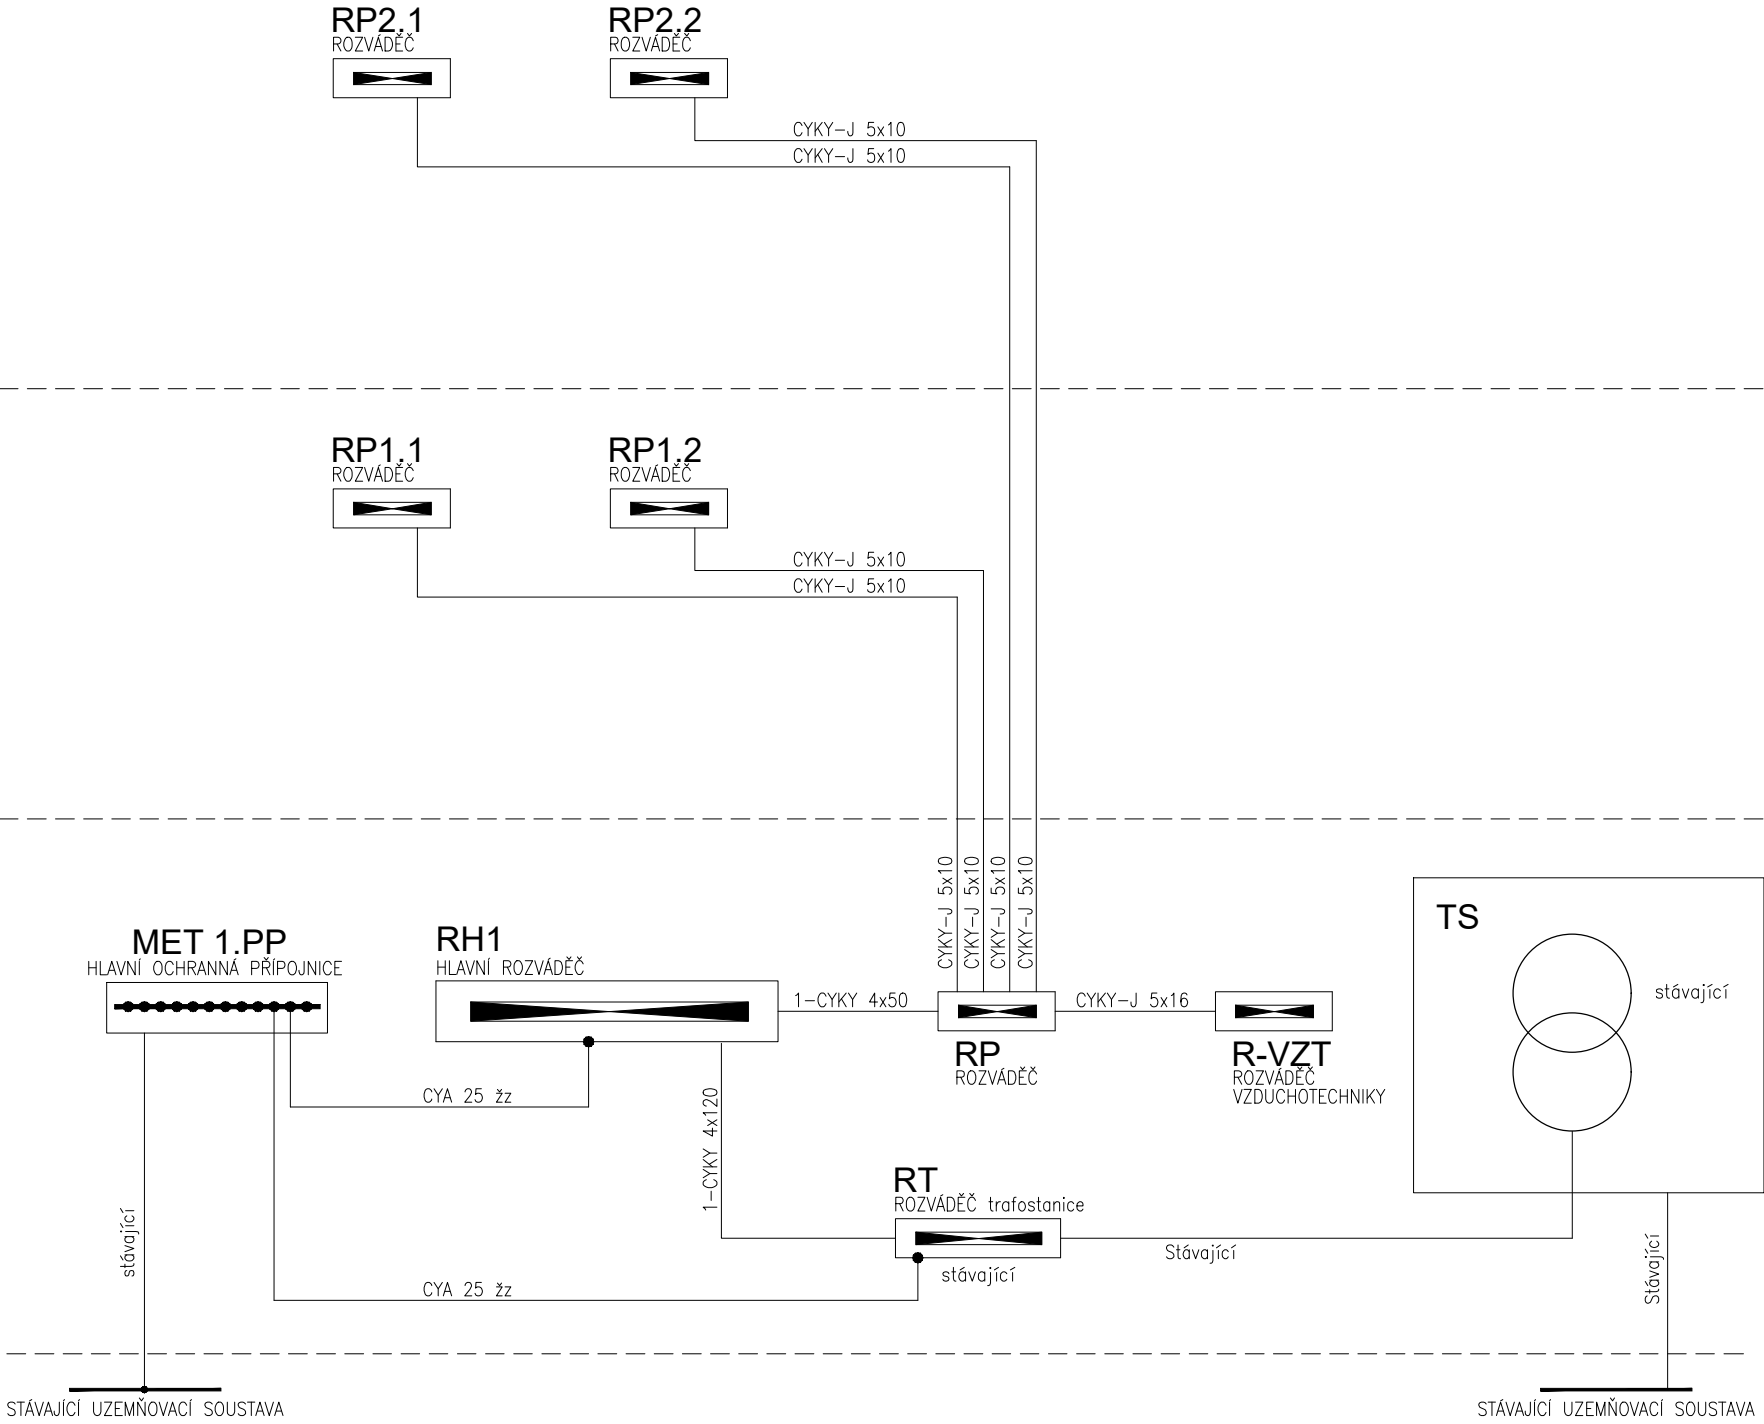 RP2.1
ROZVÁDĚČ
RP2.2
ROZVÁDĚČ
CYKY-J 5x10
CYKY-J 5x10
RP1.1
ROZVÁDĚČ
RP1.2
ROZVÁDĚČ
CYKY-J 5x10
CYKY-J 5x10
CYKY-J 5x10
CYKY-J 5x10
CYKY-J 5x10
CYKY-J 5x10
MET 1.PP
HLAVNÍ OCHRANNÁ PŘÍPOJNICE
RH1
HLAVNÍ ROZVÁDĚČ
1-CYKY 4x50
CYKY-J 5x16
RP
ROZVÁDĚČ
R-VZT
ROZVÁDĚČ
VZDUCHOTECHNIKY
TS
stávající
CYA 25 žz
1-CYKY 4x120
RT
ROZVÁDĚČ trafostanice
stávající
Stávající
stávající
CYA 25 žz
Stávající
STÁVAJÍCÍ UZEMŇOVACÍ SOUSTAVA
STÁVAJÍCÍ UZEMŇOVACÍ SOUSTAVA